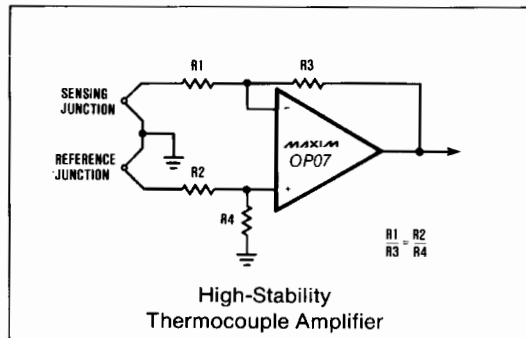 R1
R3
SENSING
JUNCTION
REFERENCE
JUNCTION
-
MAXIM
OP07
+
R2
R4
R1/R3 = R2/R4
High-Stability
Thermocouple Amplifier